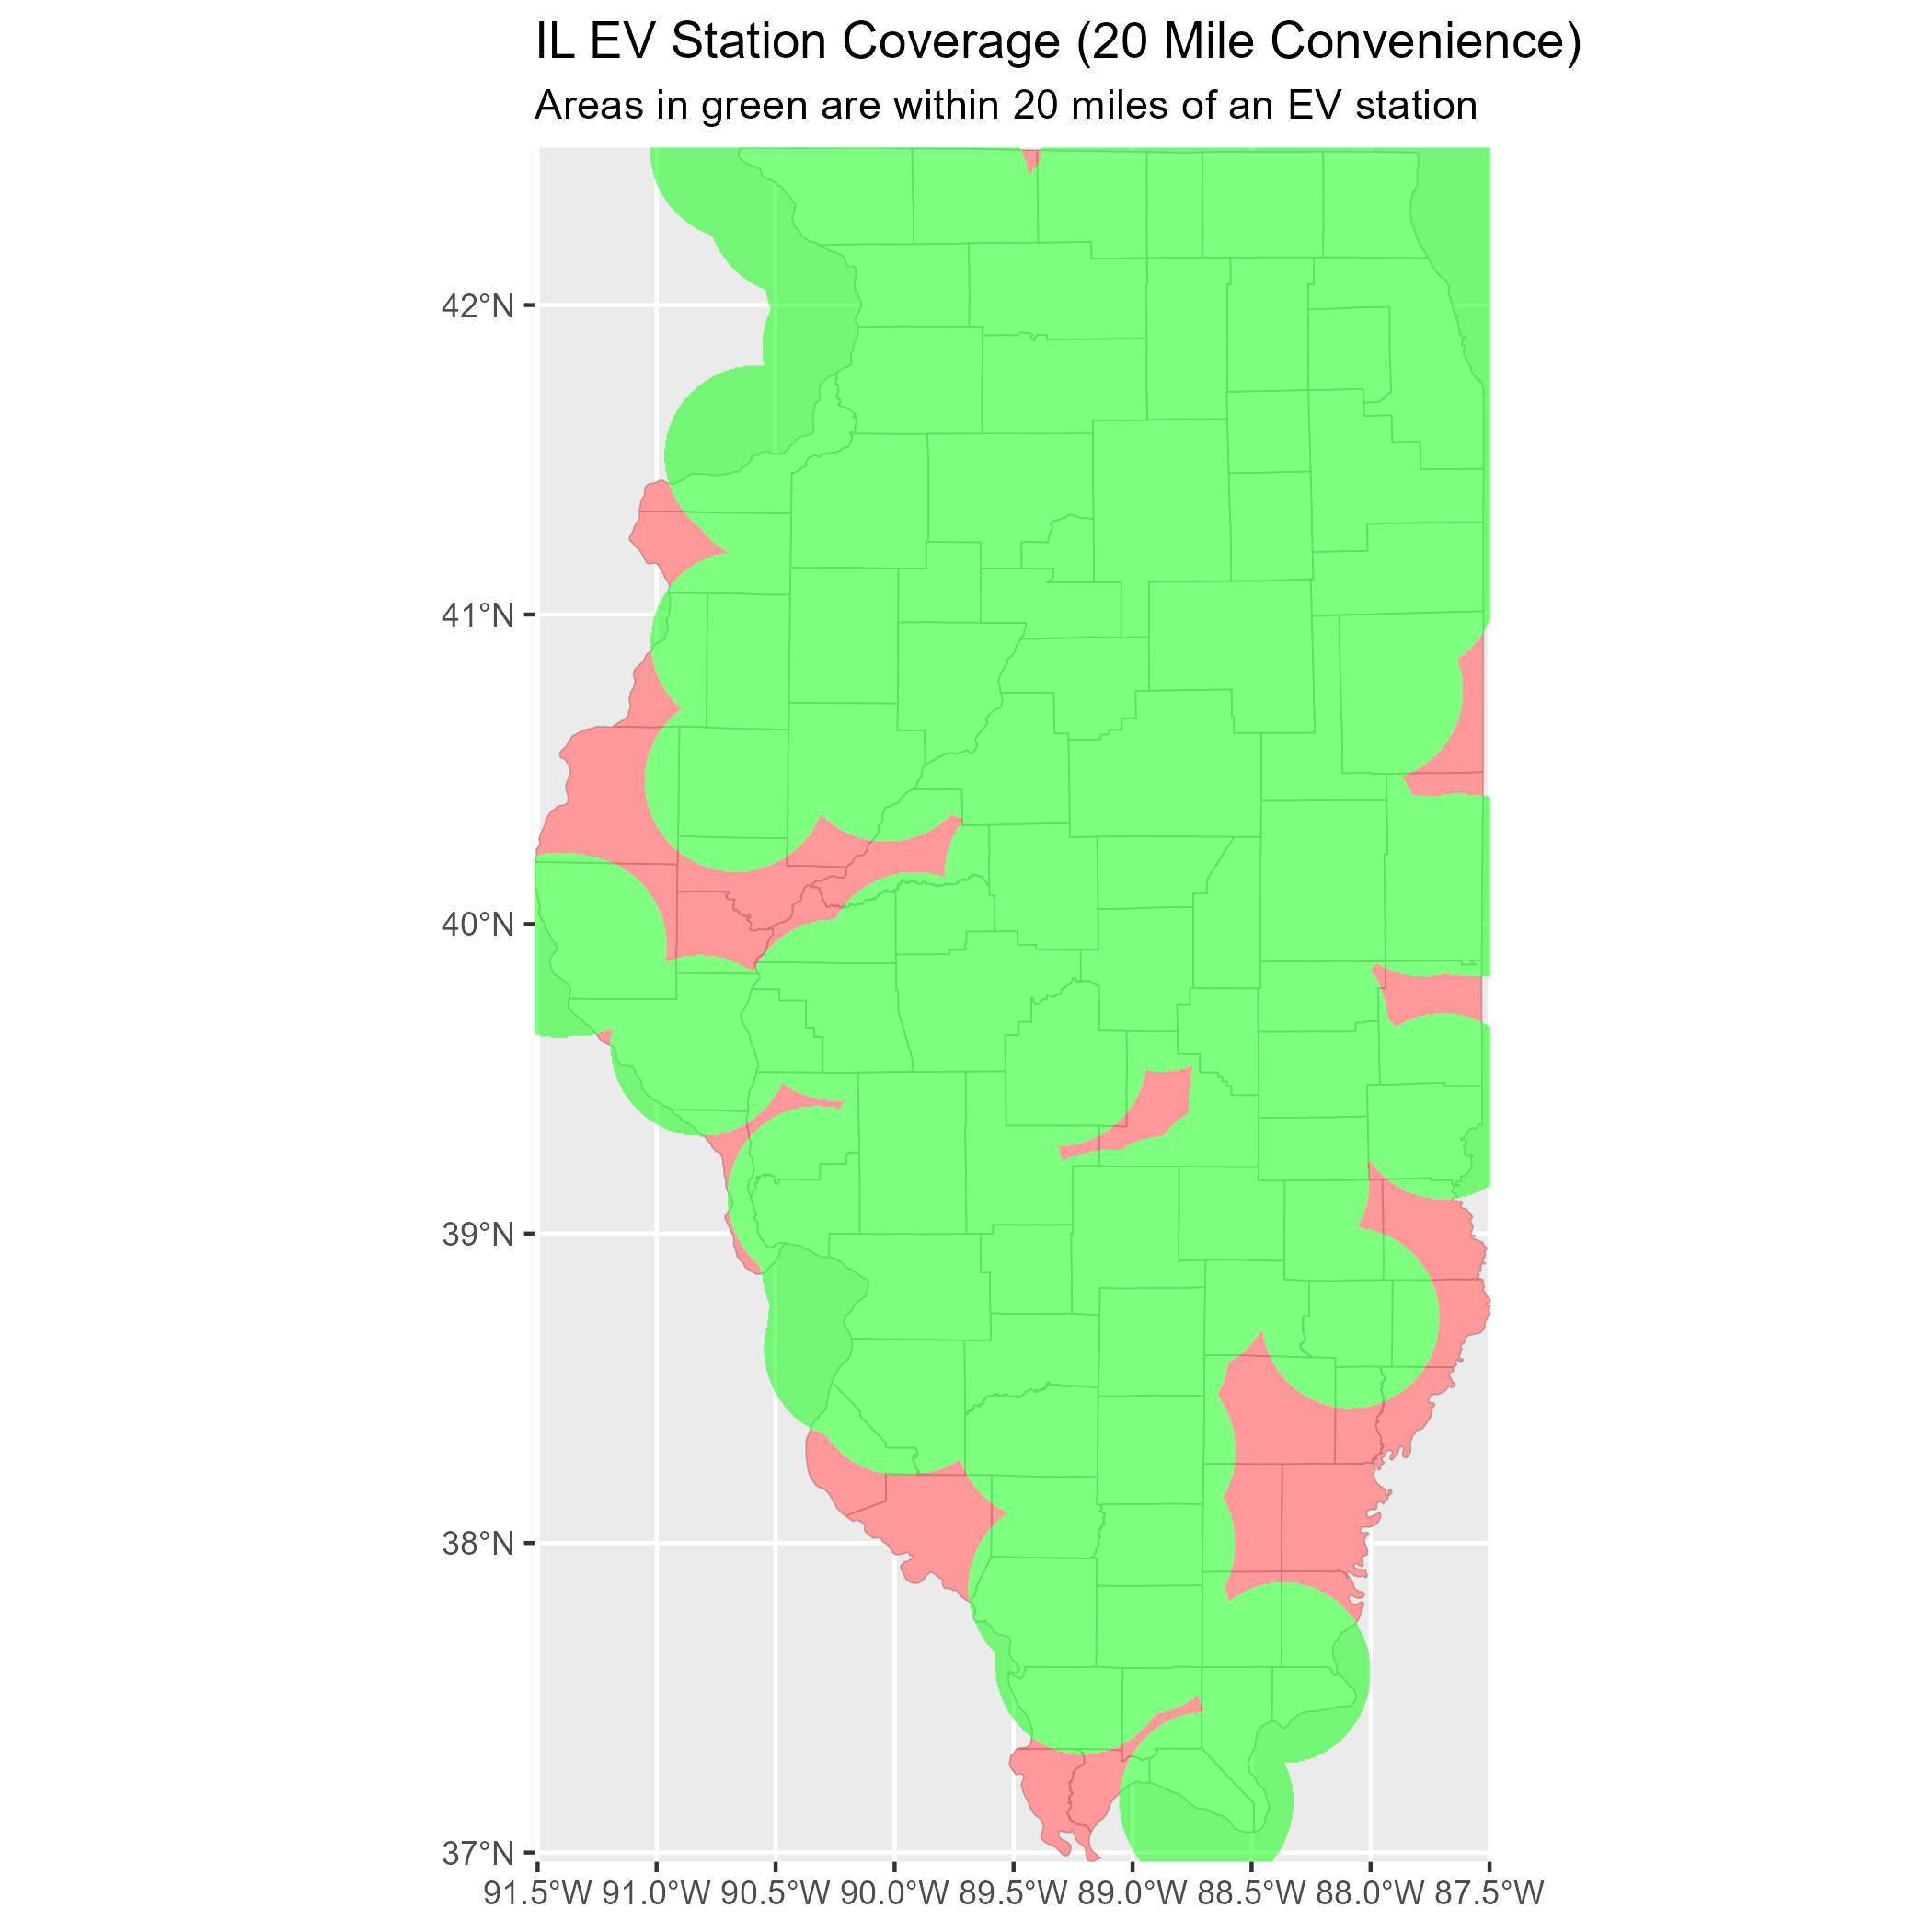 IL EV Station Coverage (20 Mile Convenience)
Areas in green are within 20 miles of an EV station
42°N
41°N
40°N
39°N
38°N
37°N
91.5°W 91.0°W 90.5°W 90.0°W 89.5°W 89.0°W 88.5°W 88.0°W 87.5°W